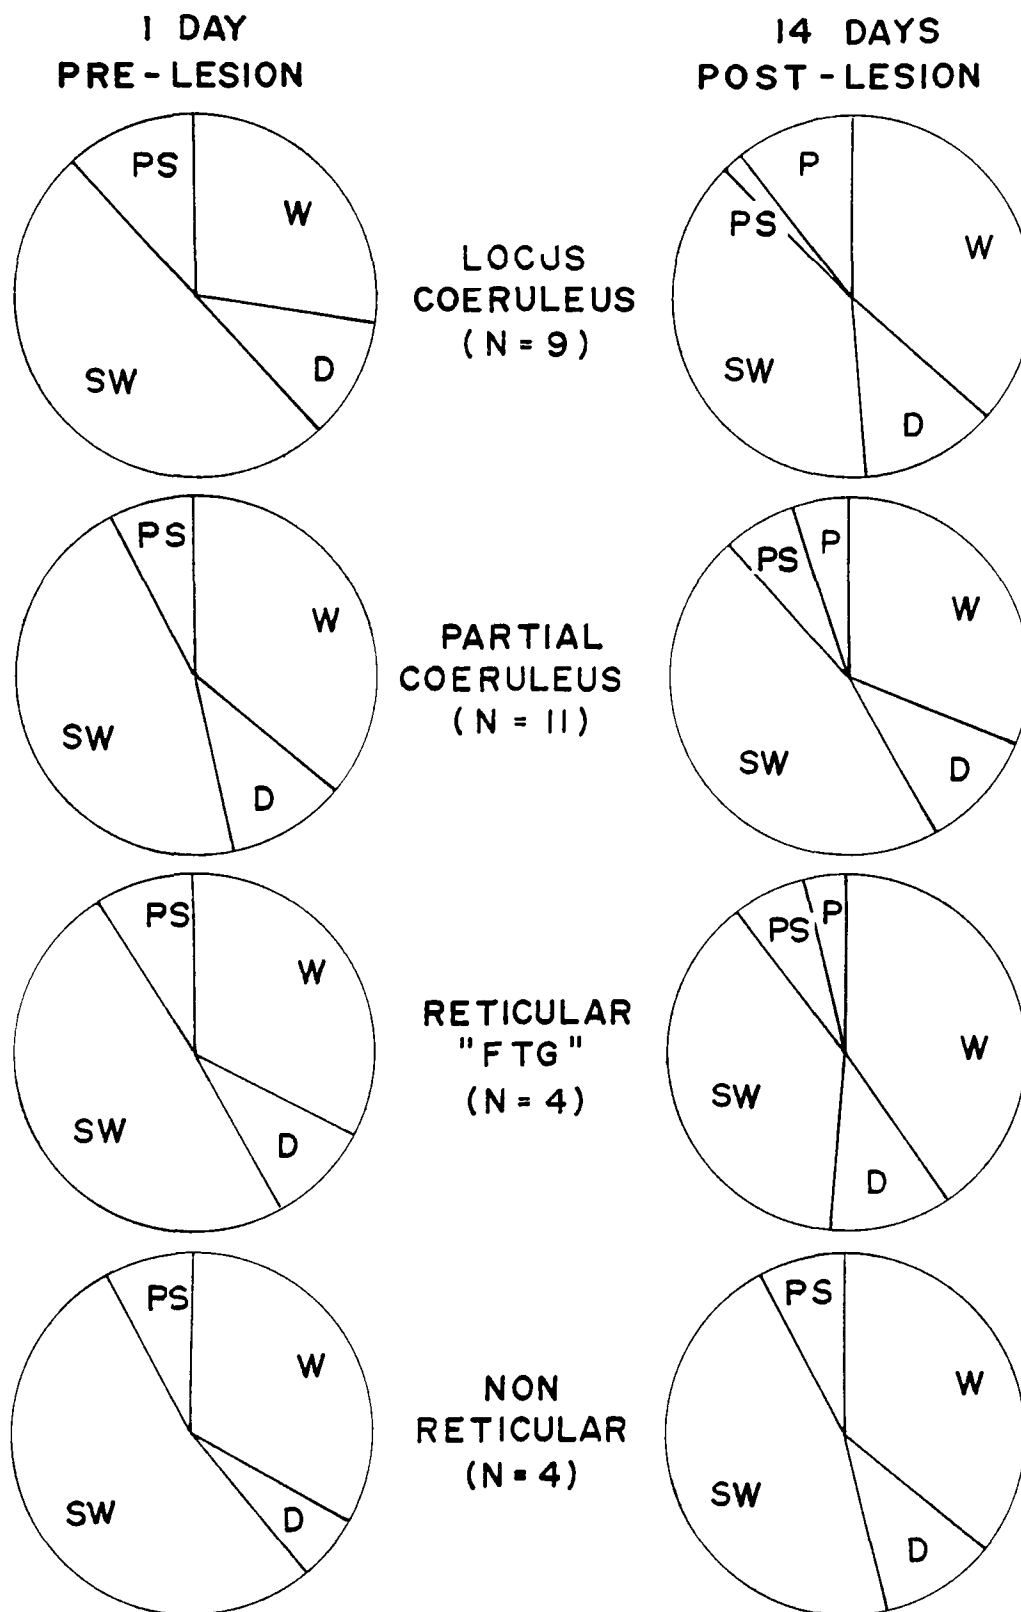 1 DAY
PRE-LESION
14 DAYS
POST-LESION
PS
W
D
SW
LOCUS
COERULEUS
(N=9)
P
PS
W
D
SW
PS
W
D
SW
PARTIAL
COERULEUS
(N=11)
PS
P
W
D
SW
PS
W
D
SW
RETICULAR
"FTG"
(N=4)
PS
P
W
D
SW
PS
W
D
SW
NON
RETICULAR
(N=4)
PS
W
D
SW